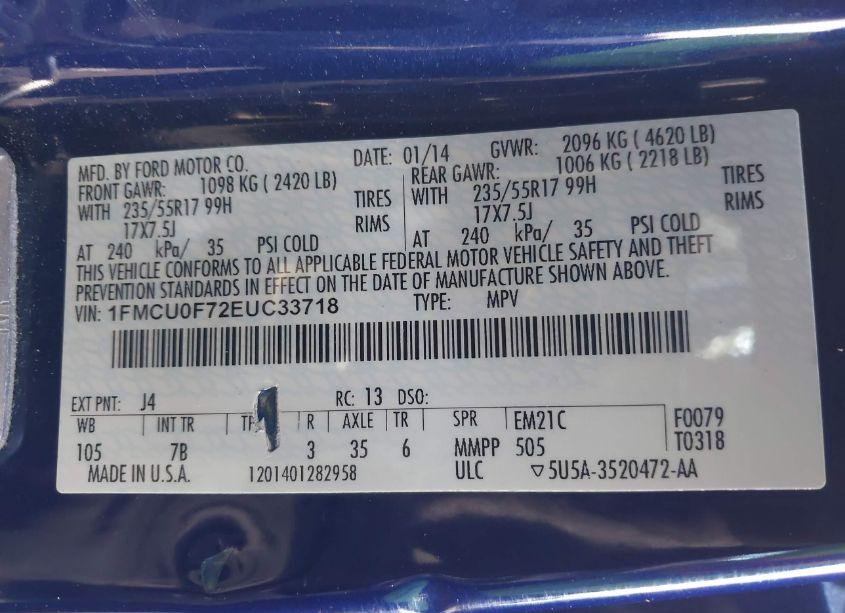 MFD. BY FORD MOTOR CO. DATE: 01/14 GVWR: 2096 KG ( 4620 LB)
FRONT GAWR: 1098 KG ( 2420 LB) REAR GAWR: 1006 KG ( 2218 LB)
WITH 235/55R17 99H TIRES WITH 235/55R17 99H TIRES
17X7.5J RIMS 17X7.5J RIMS
AT 240 kPa/ 35 PSI COLD AT 240 kPa/ 35 PSI COLD
THIS VEHICLE CONFORMS TO ALL APPLICABLE FEDERAL MOTOR VEHICLE SAFETY AND THEFT
PREVENTION STANDARDS IN EFFECT ON THE DATE OF MANUFACTURE SHOWN ABOVE.
VIN: 1FMCU0F72EUC33718 TYPE: MPV
EXT PNT: J4 RC: 13 DSO:
WB INT TR R AXLE TR SPR EM21C F0079
105 7B 3 35 6 MMPP 505 T0318
MADE IN U.S.A. 1201401282958 ULC ▽5U5A-3520472-AA